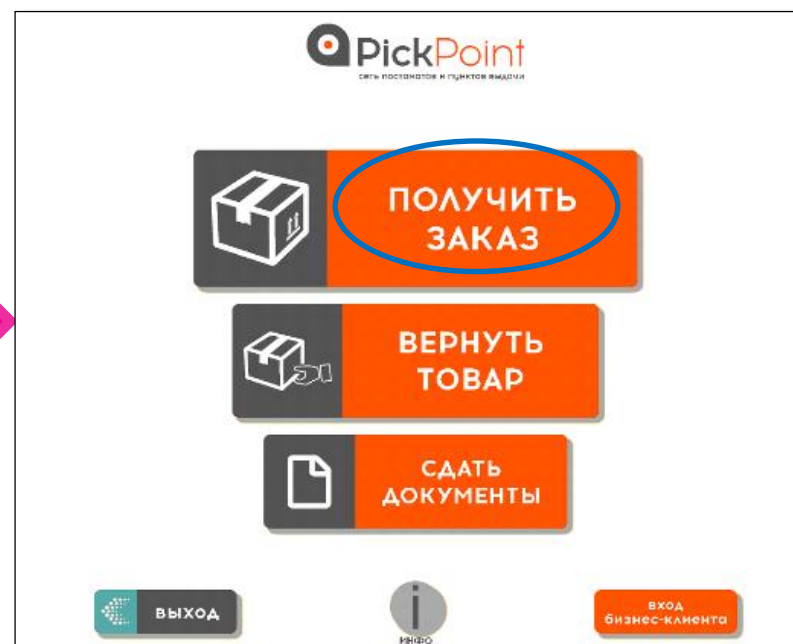 PickPoint
сеть постаматов и пунктов выдачи
ПОЛУЧИТЬ
ЗАКАЗ
ВЕРНУТЬ
ТОВАР
СДАТЬ
ДОКУМЕНТЫ
ВЫХОД
i
ИНФО
ВХОД
бизнес-клиента